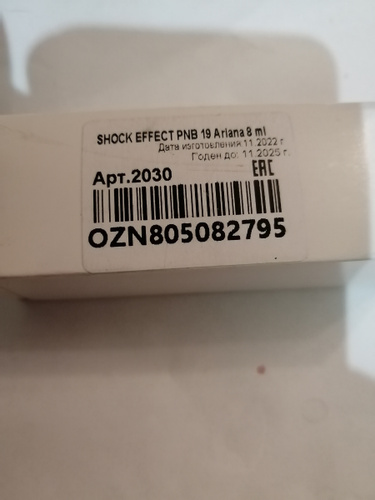 SHOCK EFFECT PNB 19 Ariana 8 ml
Дата изготовления 11.2022 г.
Годен до: 11.2025 г.
Арт.2030 EAC
OZN805082795